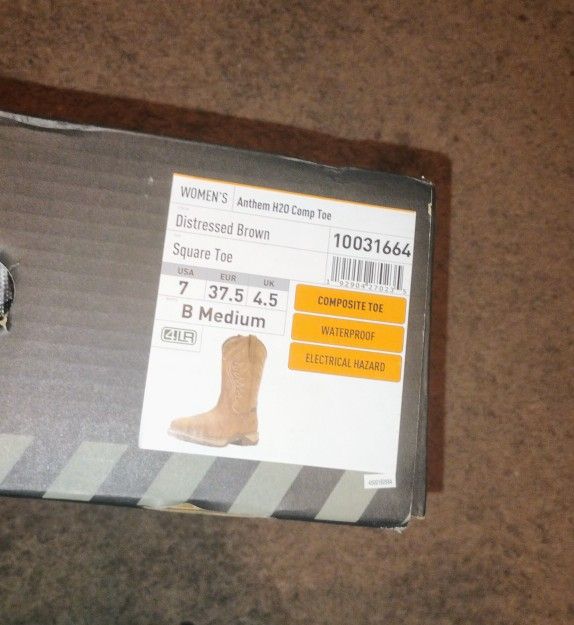 WOMEN'S Anthem H2O Comp Toe
Distressed Brown
10031664
Square Toe
USA EUR UK
7 37.5 4.5
B Medium
COMPOSITE TOE
WATERPROOF
ELECTRICAL HAZARD
4LR